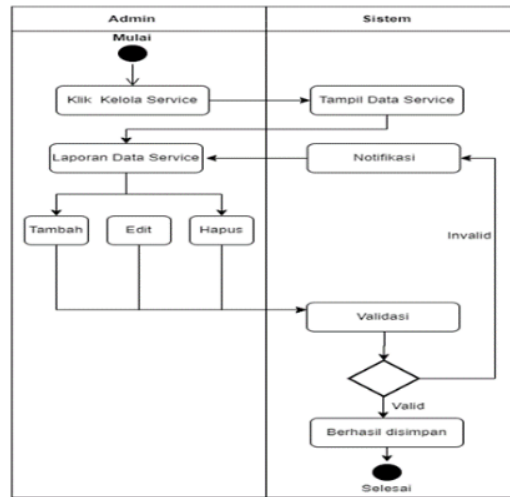 Admin
Sistem
Mulai
Klik Kelola Service
Tampil Data Service
Laporan Data Service
Notifikasi
Tambah
Edit
Hapus
Invalid
Validasi
Valid
Berhasil disimpan
Selesai